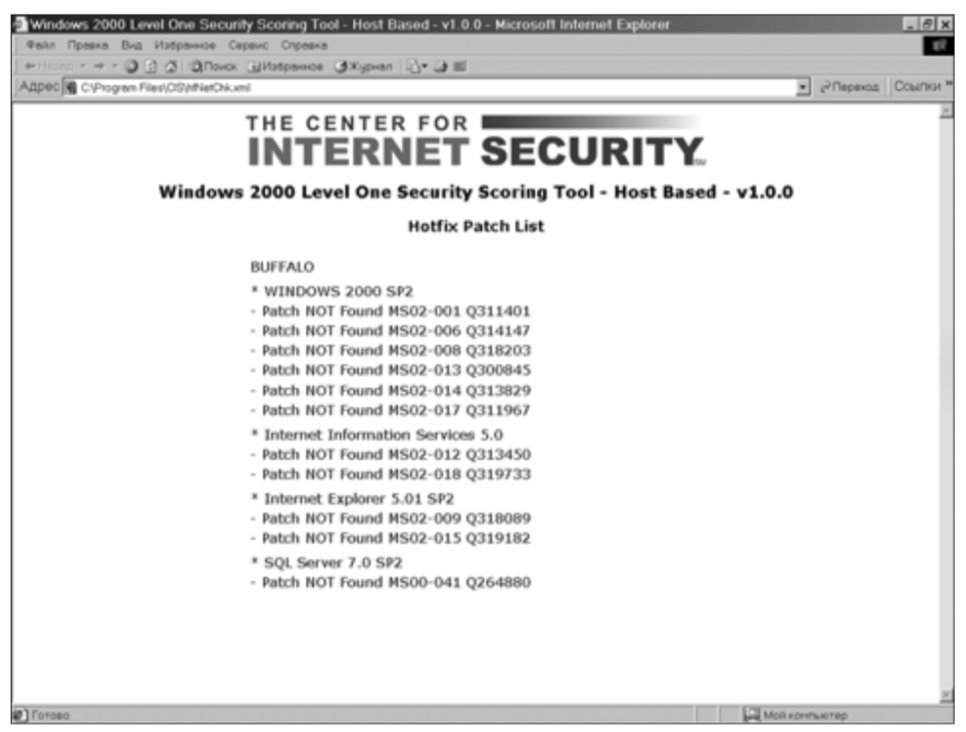 Windows 2000 Level One Security Scoring Tool - Host Based - v1.0.0 - Microsoft Internet Explorer
Файл Правка Вид Избранное Сервис Справка
Назад Поиск Избранное Журнал
Адрес C:\Program Files\CIS\hfNetChk.xml Переход Ссылки »
THE CENTER FOR
INTERNET SECURITY
Windows 2000 Level One Security Scoring Tool - Host Based - v1.0.0
Hotfix Patch List
BUFFALO
* WINDOWS 2000 SP2
- Patch NOT Found MS02-001 Q311401
- Patch NOT Found MS02-006 Q314147
- Patch NOT Found MS02-008 Q318203
- Patch NOT Found MS02-013 Q300845
- Patch NOT Found MS02-014 Q313829
- Patch NOT Found MS02-017 Q311967
* Internet Information Services 5.0
- Patch NOT Found MS02-012 Q313450
- Patch NOT Found MS02-018 Q319733
* Internet Explorer 5.01 SP2
- Patch NOT Found MS02-009 Q318089
- Patch NOT Found MS02-015 Q319182
* SQL Server 7.0 SP2
- Patch NOT Found MS00-041 Q264880
Готово Мой компьютер